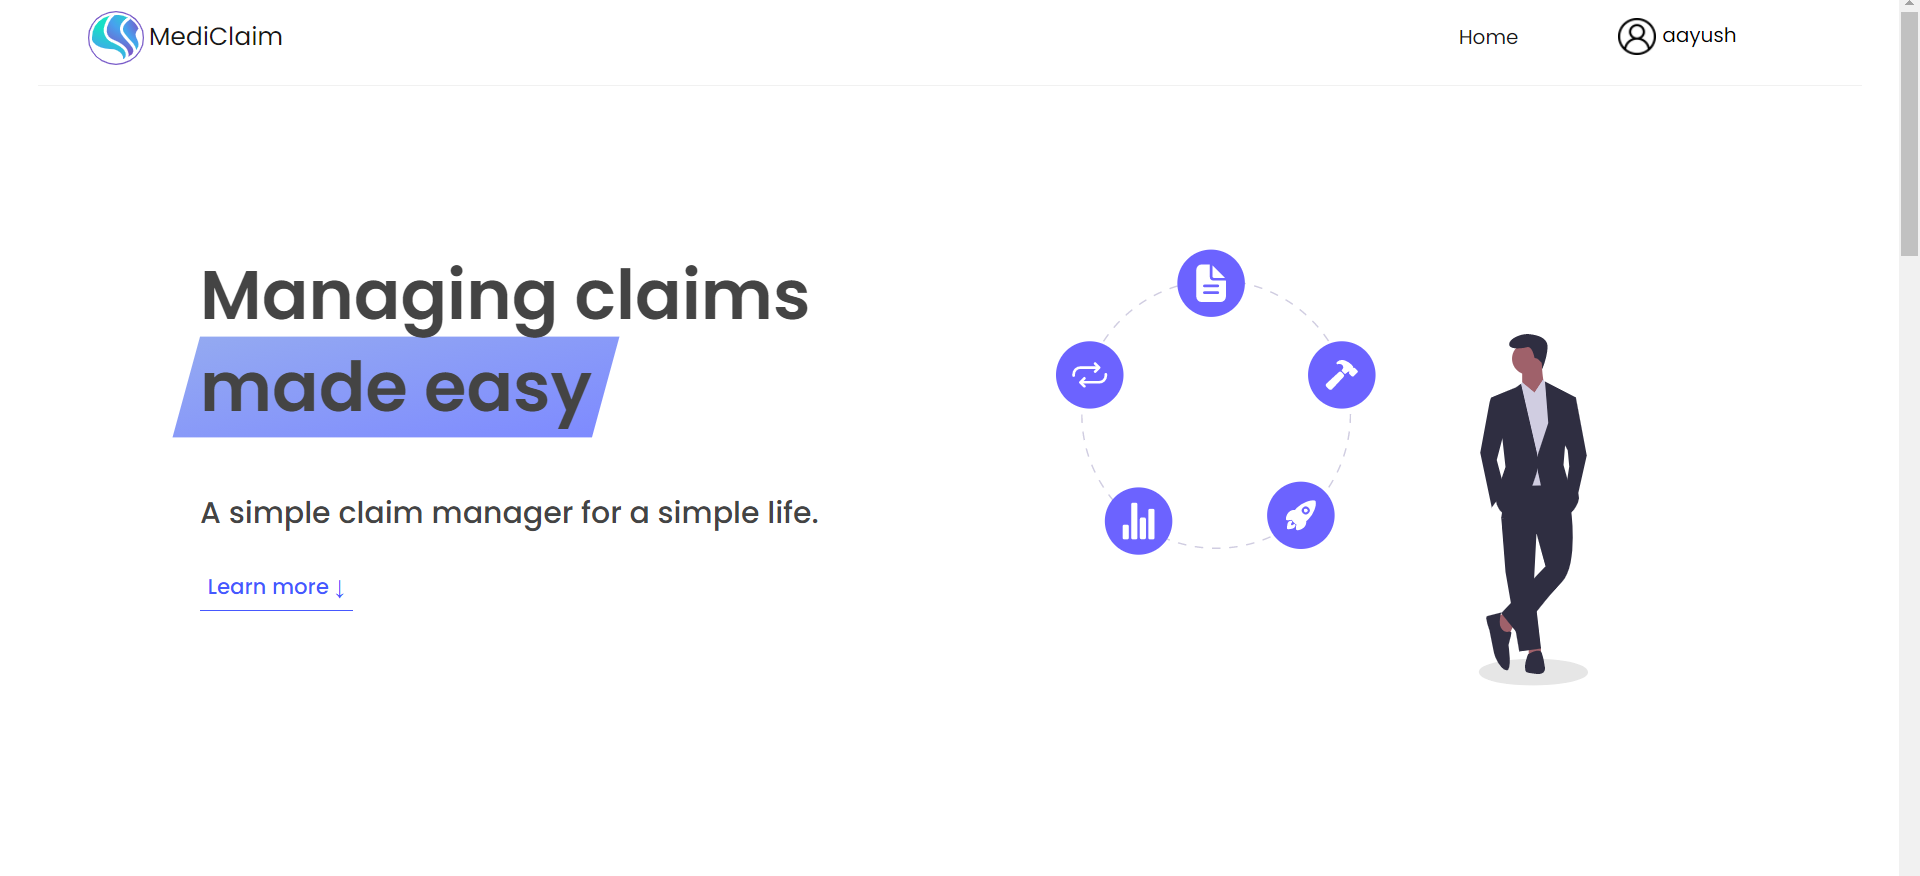 MediClaim
Home
aayush
Managing claims
made easy
A simple claim manager for a simple life.
Learn more ↓